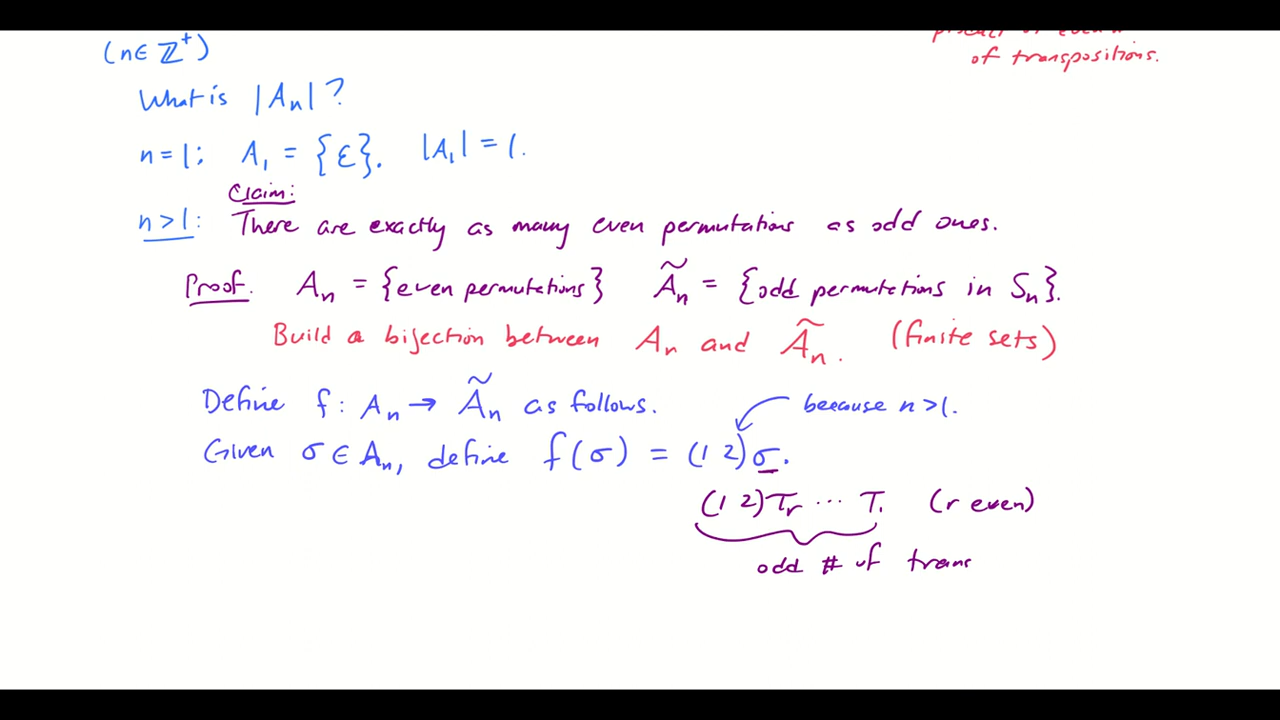 of transpositions.
(n ∈ ℤ⁺)
What is |Aₙ| ?
n = 1: A₁ = {ε}. |A₁| = 1.
Claim:
n > 1: There are exactly as many even permutations as odd ones.
Proof. Aₙ = {even permutations} Ãₙ = {odd permutations in Sₙ}.
Build a bijection between Aₙ and Ãₙ. (finite sets)
Define f: Aₙ → Ãₙ as follows. because n > 1.
Given σ ∈ Aₙ, define f(σ) = (1 2)σ.
(1 2)τᵣ ⋯ τ₁ (r even)
odd # of trans